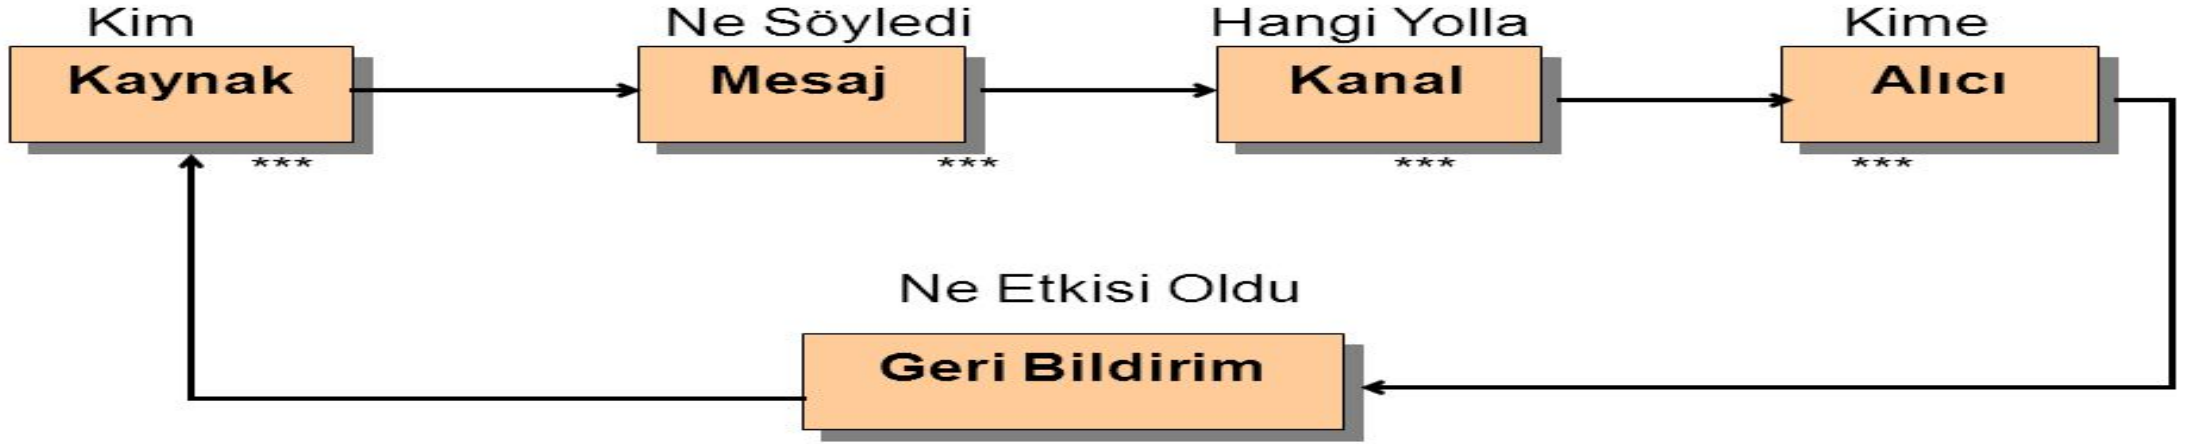 Kim
Kaynak
***
Ne Söyledi
Mesaj
***
Hangi Yolla
Kanal
***
Kime
Alıcı
***
Ne Etkisi Oldu
Geri Bildirim